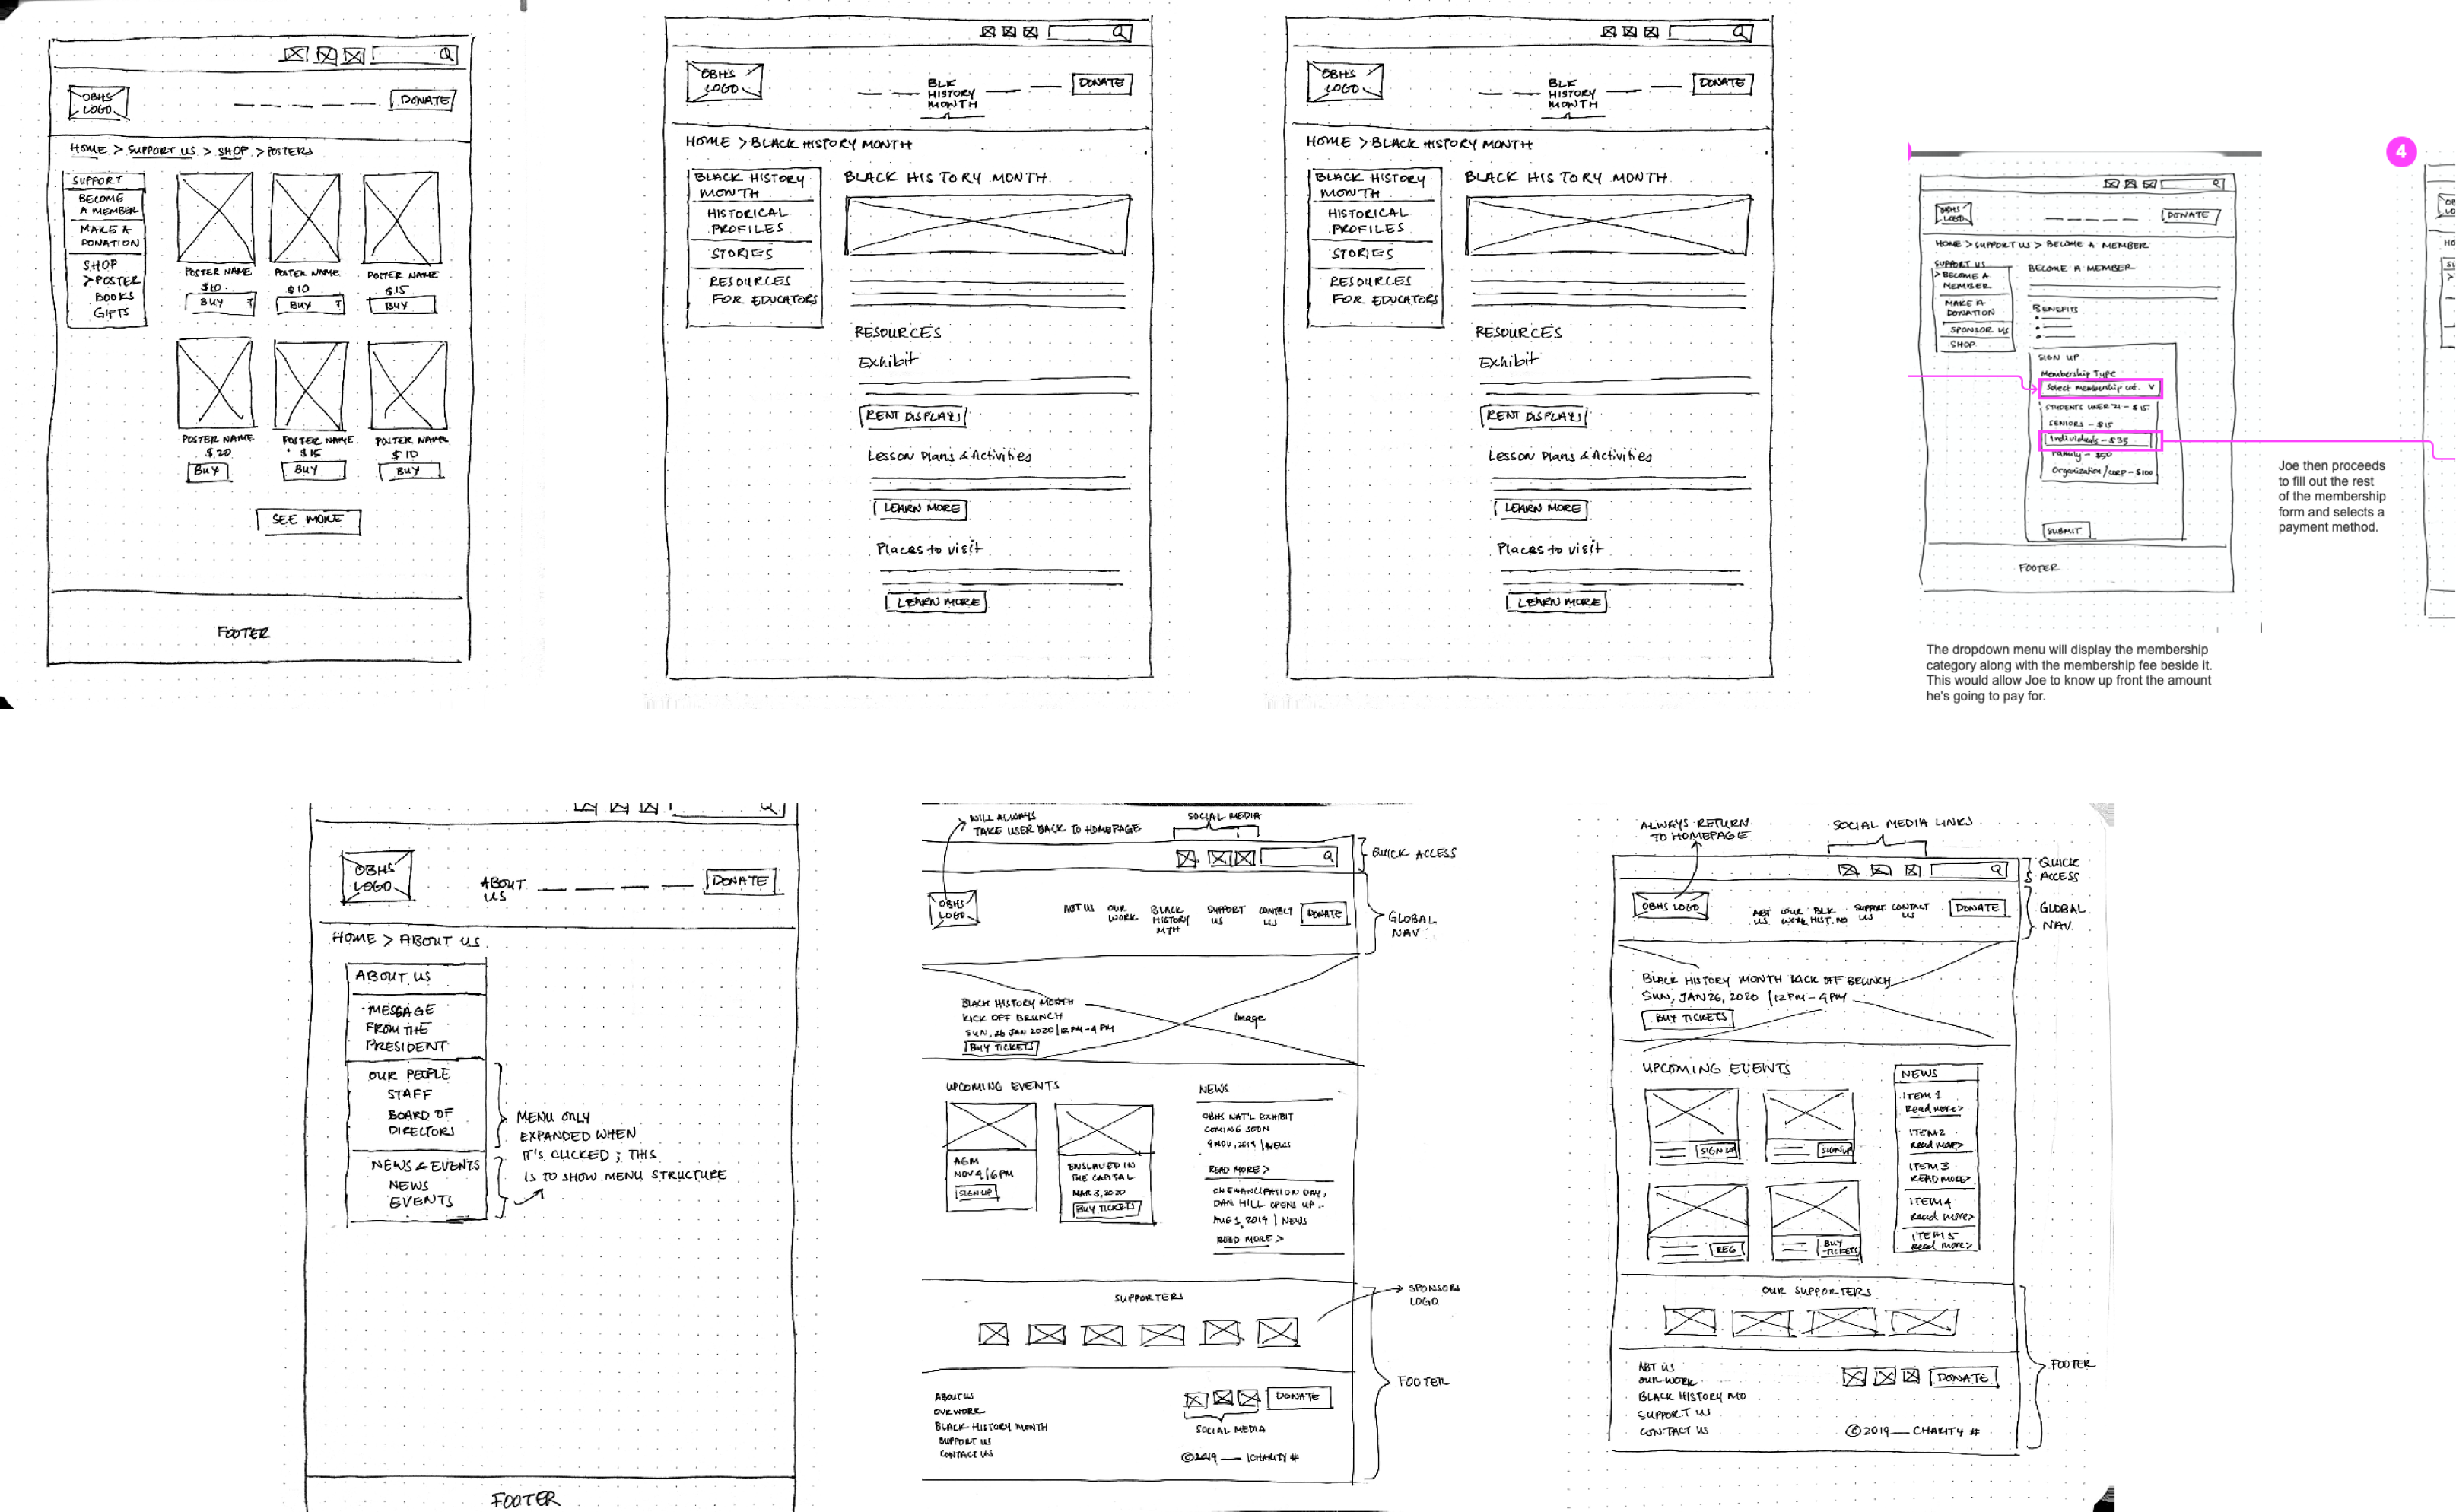 OBHS
LOGO
DONATE
HOME > SUPPORT US > SHOP > POSTERS
SUPPORT
BECOME
A MEMBER
MAKE A
DONATION
SHOP
> POSTER
BOOKS
GIFTS
POSTER NAME
$10
BUY
POSTER NAME
$10
BUY
POSTER NAME
$15
BUY
POSTER NAME
$20
BUY
POSTER NAME
$15
BUY
POSTER NAME
$10
BUY
SEE MORE
FOOTER
OBHS
LOGO
BLK
HISTORY
MONTH
DONATE
HOME > BLACK HISTORY MONTH
BLACK HISTORY
MONTH
HISTORICAL
PROFILES
STORIES
RESOURCES
FOR EDUCATORS
BLACK HISTORY MONTH
RESOURCES
Exhibit
RENT DISPLAYS
Lesson Plans & Activities
LEARN MORE
Places to visit
LEARN MORE
OBHS
LOGO
BLK
HISTORY
MONTH
DONATE
HOME > BLACK HISTORY MONTH
BLACK HISTORY
MONTH
HISTORICAL
PROFILES
STORIES
RESOURCES
FOR EDUCATORS
BLACK HISTORY MONTH
RESOURCES
Exhibit
RENT DISPLAYS
Lesson Plans & Activities
LEARN MORE
Places to visit
LEARN MORE
OBHS
LOGO
DONATE
HOME > SUPPORT US > BECOME A MEMBER
SUPPORT US
> BECOME A
MEMBER
MAKE A
DONATION
SPONSOR US
SHOP
BECOME A MEMBER
BENEFITS
SIGN UP
Membership Type
Select membership cat. V
STUDENTS UNER 21 - $15
SENIORS - $15
Individuals - $35
Family - $50
Organization / CORP - $100
SUBMIT
FOOTER
The dropdown menu will display the membership
category along with the membership fee beside it.
This would allow Joe to know up front the amount
he's going to pay for.
4
Joe then proceeds
to fill out the rest
of the membership
form and selects a
payment method.
HO
OBHS
LOGO
ABOUT
US
DONATE
HOME > ABOUT US
ABOUT US
MESSAGE
FROM THE
PRESIDENT
OUR PEOPLE
STAFF
BOARD OF
DIRECTORS
NEWS & EVENTS
NEWS
EVENTS
MENU ONLY
EXPANDED WHEN
IT'S CLICKED ; THIS
IS TO SHOW MENU STRUCTURE
FOOTER
WILL ALWAYS
TAKE USER BACK TO HOMEPAGE
SOCIAL MEDIA
QUICK ACCESS
OBHS
LOGO
ABT US
OUR
WORK
BLACK
HISTORY
MTH
SUPPORT
US
CONTACT
US
DONATE
GLOBAL
NAV
BLACK HISTORY MONTH
KICK OFF BRUNCH
SUN, 26 JAN 2020 | 12 PM - 4 PM
BUY TICKETS
Image
UPCOMING EVENTS
AGM
NOV 4 | 6 PM
SIGN UP
ENSLAVED IN
THE CAPITAL
MAR 3, 2020
BUY TICKETS
NEWS
OBHS NAT'L EXHIBIT
COMING SOON
9 NOV, 2019 | NEWS
READ MORE >
ON EMANCIPATION DAY,
DAN HILL OPENS UP ..
AUG 1, 2019 | NEWS
READ MORE >
SUPPORTERS
SPONSORS
LOGO
ABOUT US
OUR WORK
BLACK HISTORY MONTH
SUPPORT US
CONTACT US
DONATE
SOCIAL MEDIA
© 2019 — CHARITY #
FOOTER
ALWAYS RETURN
TO HOMEPAGE
SOCIAL MEDIA LINKS
QUICK
ACCESS
OBHS LOGO
ABT
US
OUR
WORK
BLK
HIST. MO
SUPPORT
US
CONTACT
US
DONATE
GLOBAL
NAV
BLACK HISTORY MONTH KICK OFF BRUNCH
SUN, JAN 26, 2020 | 12 PM - 4 PM
BUY TICKETS
UPCOMING EVENTS
SIGN UP
SIGN UP
REG
BUY
TICKETS
NEWS
ITEM 1
Read more>
ITEM 2
Read more>
ITEM 3
READ MORE>
ITEM 4
Read more>
ITEM 5
Read more>
OUR SUPPORTERS
ABT US
OUR WORK
BLACK HISTORY MO
SUPPORT US
CONTACT US
DONATE
© 2019 — CHARITY #
FOOTER